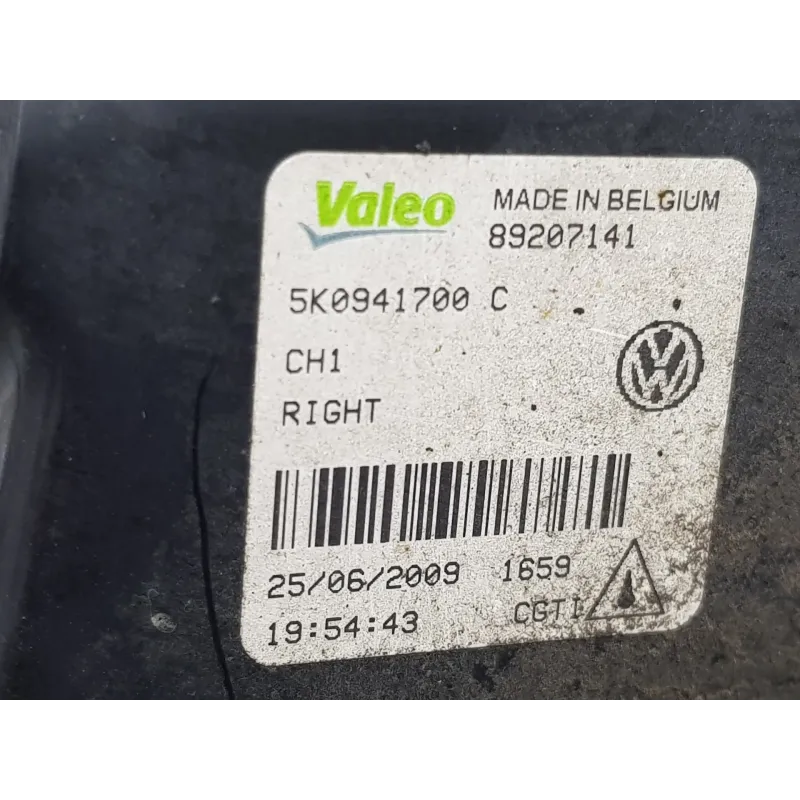 Valeo MADE IN BELGIUM
89207141
5K0941700 C
CH1
RIGHT
25/06/2009 1659
19:54:43 CGTI